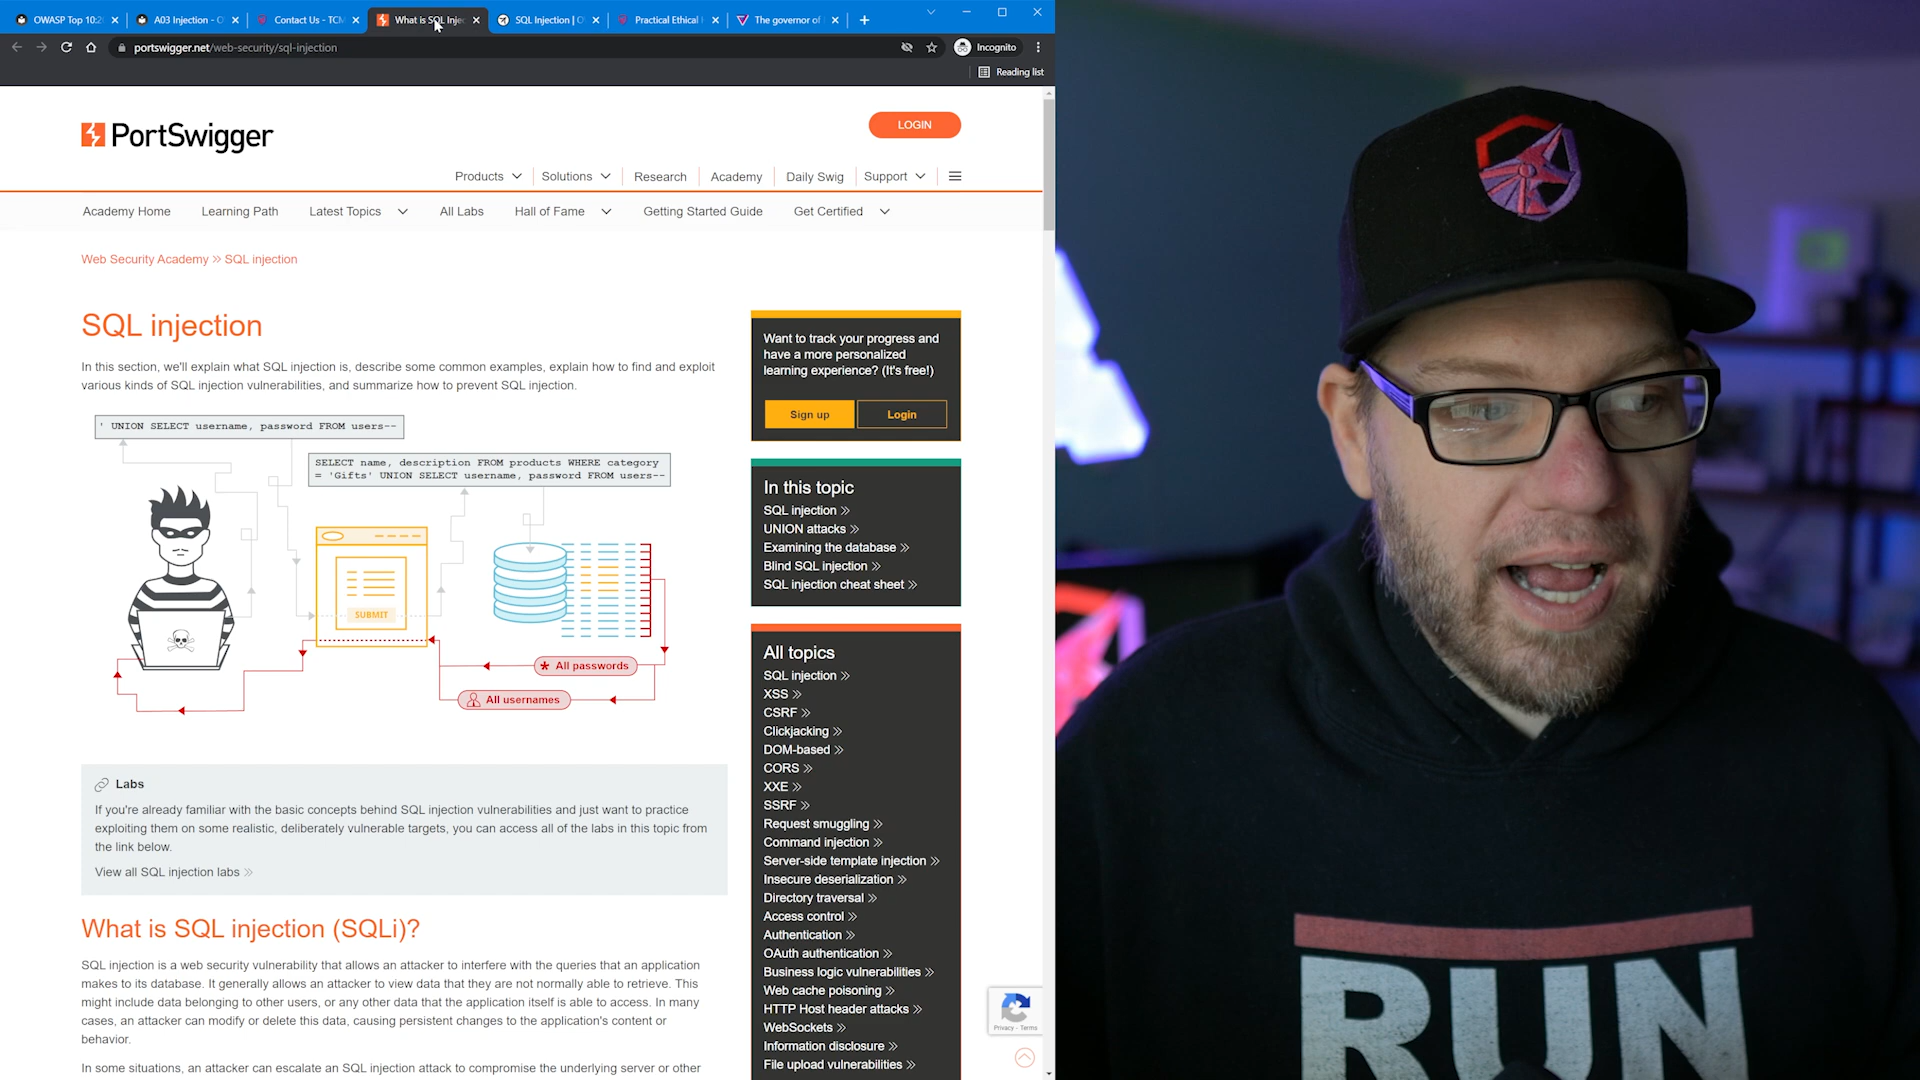 OWASP Top 10:2
A03 Injection - O
Contact Us - TCM
What is SQL Injec
SQL Injection | O
Practical Ethical
The governor of
portswigger.net/web-security/sql-injection
Incognito
Reading list
PortSwigger
LOGIN
Products
Solutions
Research
Academy
Daily Swig
Support
Academy Home
Learning Path
Latest Topics
All Labs
Hall of Fame
Getting Started Guide
Get Certified
Web Security Academy >> SQL injection
SQL injection
In this section, we'll explain what SQL injection is, describe some common examples, explain how to find and exploit
various kinds of SQL injection vulnerabilities, and summarize how to prevent SQL injection.
' UNION SELECT username, password FROM users--
SELECT name, description FROM products WHERE category
= 'Gifts' UNION SELECT username, password FROM users--
SUBMIT
* All passwords
All usernames
Labs
If you're already familiar with the basic concepts behind SQL injection vulnerabilities and just want to practice
exploiting them on some realistic, deliberately vulnerable targets, you can access all of the labs in this topic from
the link below.
View all SQL injection labs >>
What is SQL injection (SQLi)?
SQL injection is a web security vulnerability that allows an attacker to interfere with the queries that an application
makes to its database. It generally allows an attacker to view data that they are not normally able to retrieve. This
might include data belonging to other users, or any other data that the application itself is able to access. In many
cases, an attacker can modify or delete this data, causing persistent changes to the application's content or
behavior.
In some situations, an attacker can escalate an SQL injection attack to compromise the underlying server or other
Want to track your progress and
have a more personalized
learning experience? (It's free!)
Sign up
Login
In this topic
SQL injection >>
UNION attacks >>
Examining the database >>
Blind SQL injection >>
SQL injection cheat sheet >>
All topics
SQL injection >>
XSS >>
CSRF >>
Clickjacking >>
DOM-based >>
CORS >>
XXE >>
SSRF >>
Request smuggling >>
Command injection >>
Server-side template injection >>
Insecure deserialization >>
Directory traversal >>
Access control >>
Authentication >>
OAuth authentication >>
Business logic vulnerabilities >>
Web cache poisoning >>
HTTP Host header attacks >>
WebSockets >>
Information disclosure >>
File upload vulnerabilities >>
Privacy - Terms
RUN